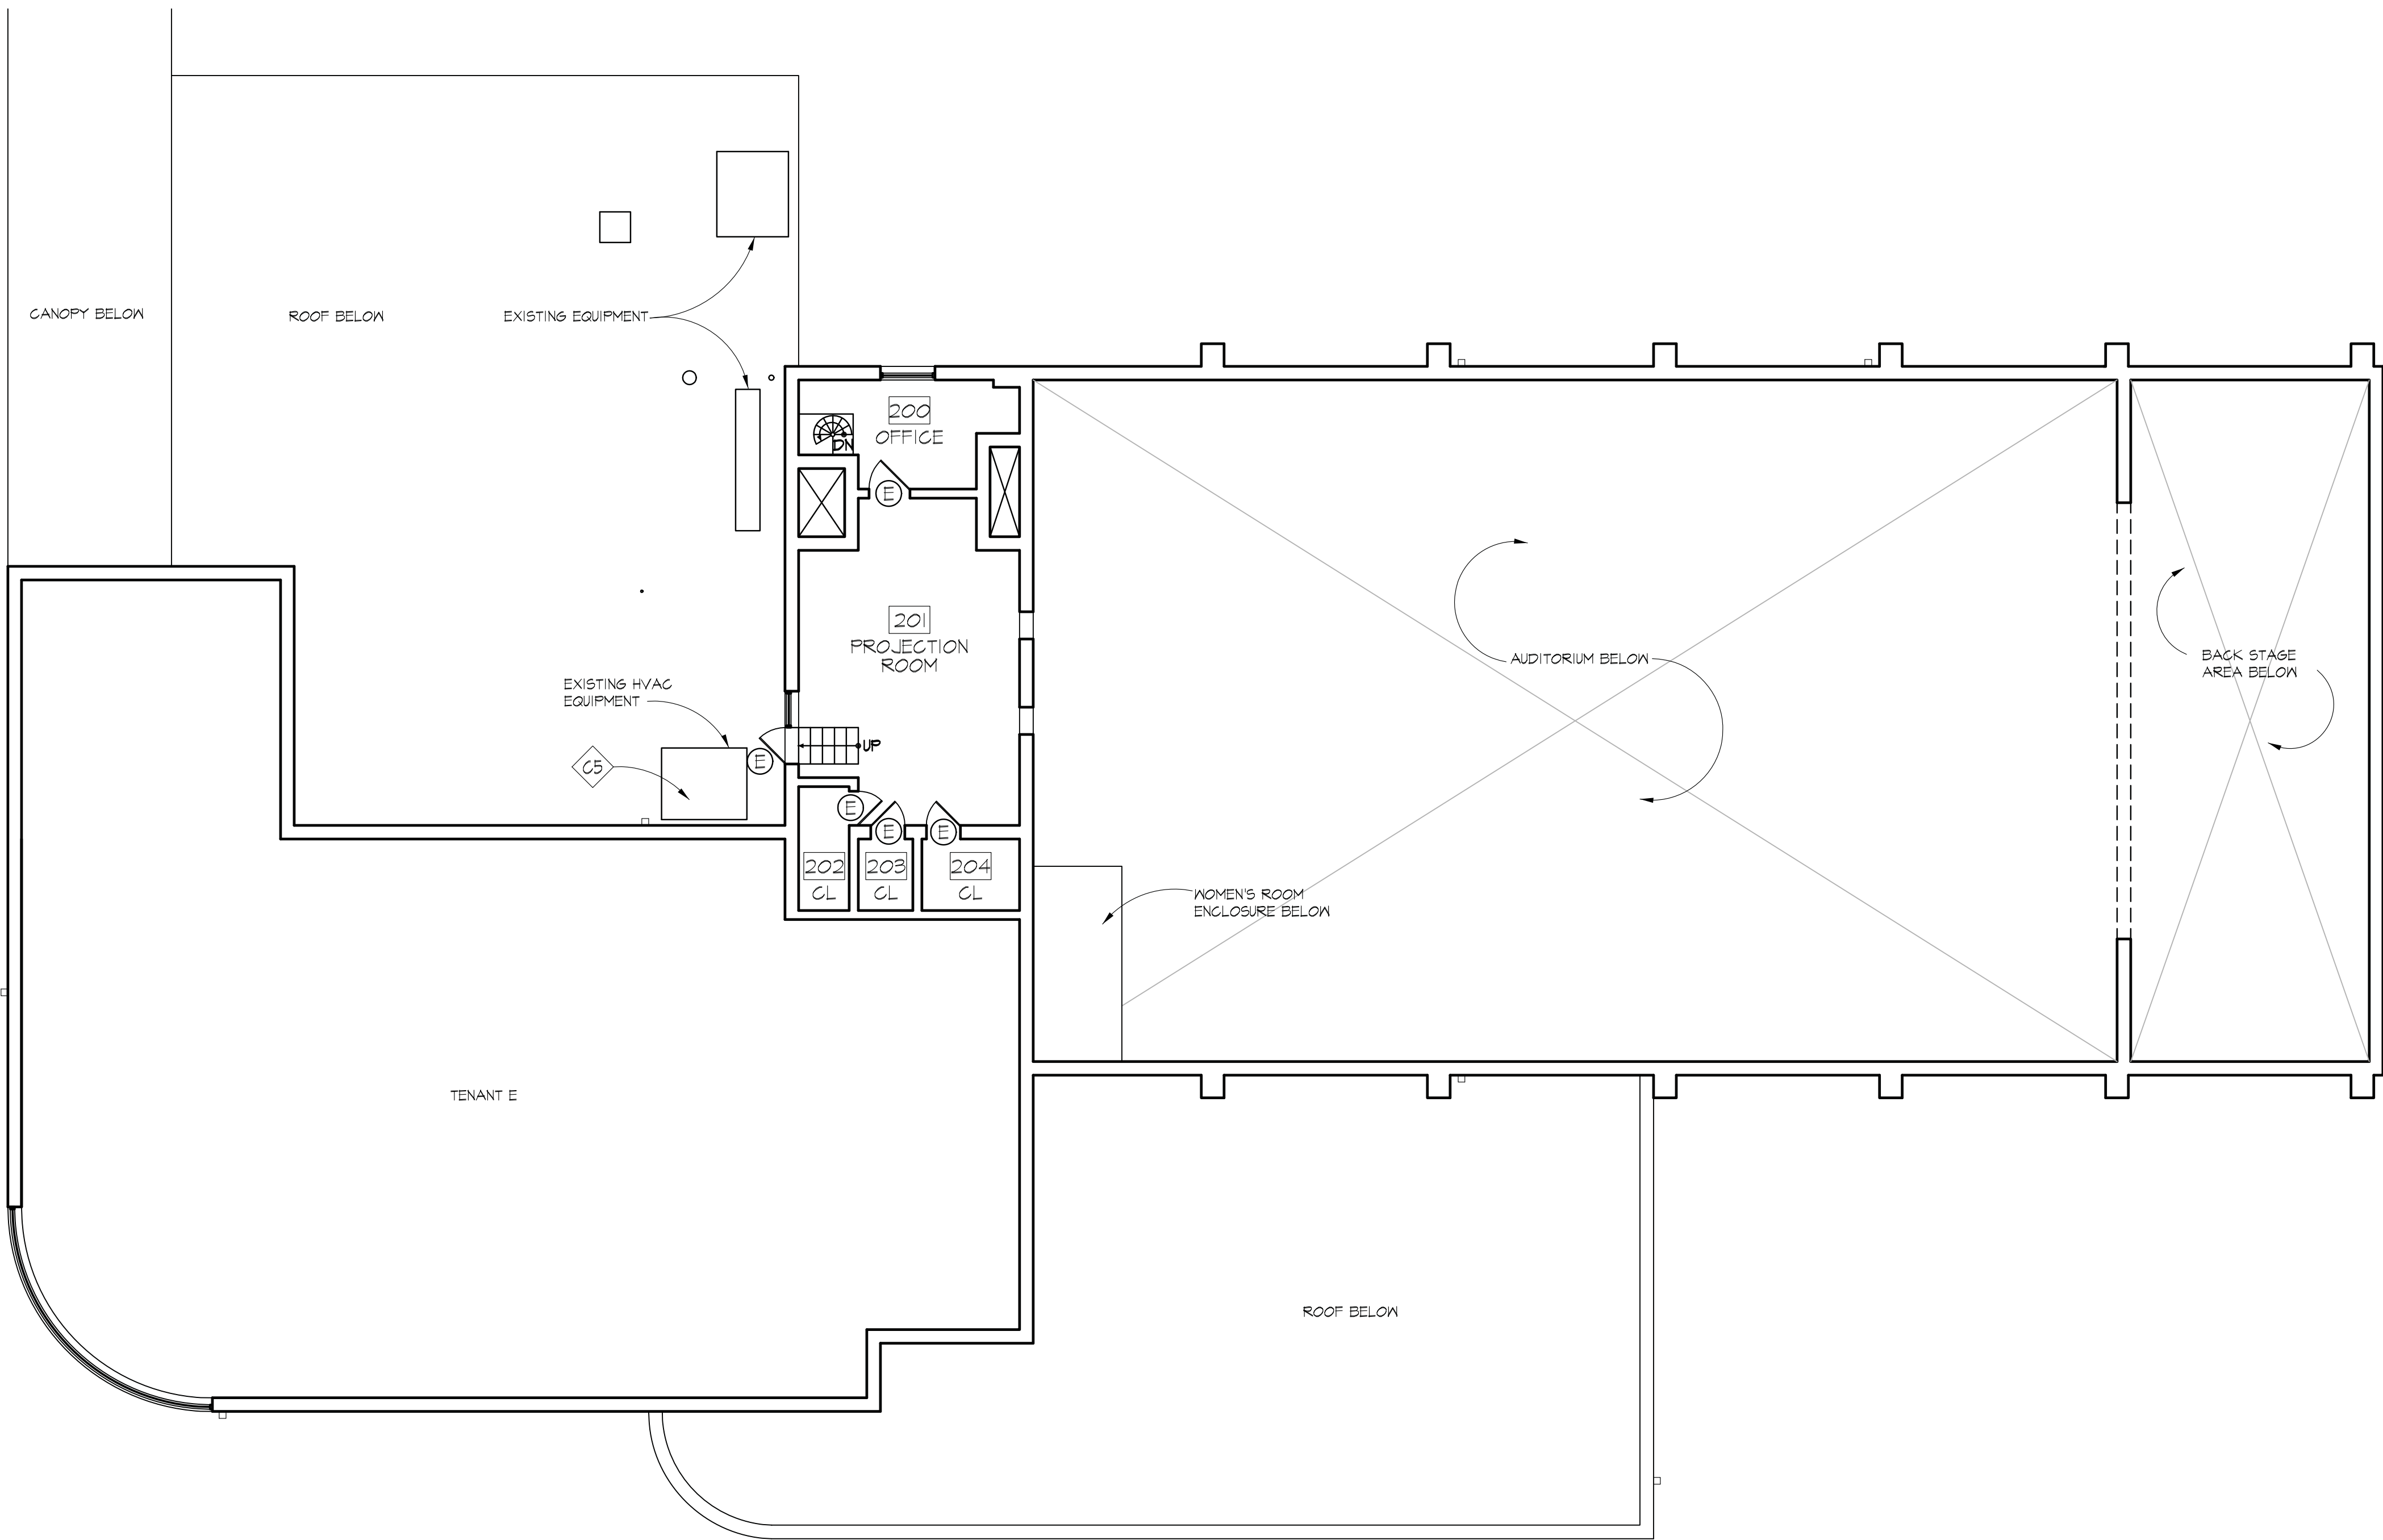 CANOPY BELOW
ROOF BELOW
EXISTING EQUIPMENT
200
OFFICE
DN
E
201
PROJECTION
ROOM
AUDITORIUM BELOW
BACK STAGE
AREA BELOW
EXISTING HVAC
EQUIPMENT
UP
E
C5
E
E
E
202
CL
203
CL
204
CL
WOMEN'S ROOM
ENCLOSURE BELOW
TENANT E
ROOF BELOW